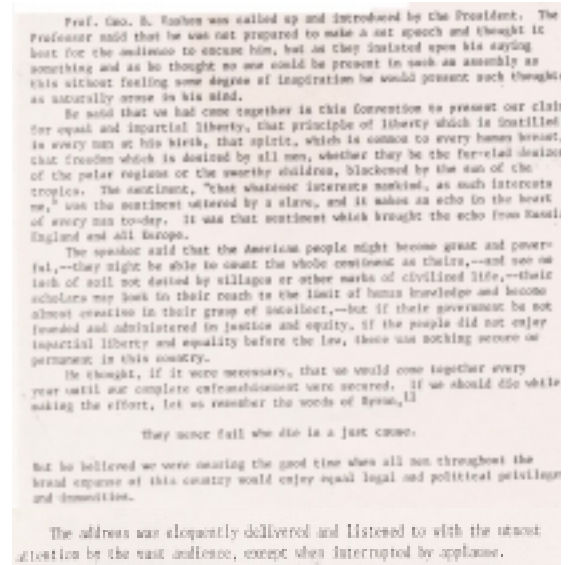 Prof. Geo. B. Vashon was called up and introduced by the President. The
Professor said that he was not prepared to make a set speech and thought it
best for the audience to excuse him, but as they insisted upon his saying
something and as he thought no one could be present in such an assembly as
this without feeling some degree of inspiration he would present such thoughts
as naturally arose in his mind.
He said that we had come together in this Convention to present our claim
for equal and impartial liberty, that principle of liberty which is instilled
in every man at his birth, that spirit, which is common to every human breast,
that freedom which is desired by all men, whether they be the fur-clad denizens
of the polar regions or the swarthy children, blackened by the sun of the
tropics. The sentiment, "that whatever interests mankind, as such interests
me," was the sentiment uttered by a slave, and it makes an echo in the heart
of every man to-day. It was that sentiment which brought the echo from Russia,
England and all Europe.
The speaker said that the American people might become great and power-
ful,--they might be able to count the whole continent as theirs,--and see no
inch of soil not dotted by villages or other marks of civilized life,--their
scholars may look in their reach to the limit of human knowledge and become
almost creative in their grasp of intellect,--but if their government be not
founded and administered in justice and equity, if the people did not enjoy
impartial liberty and equality before the law, there was nothing secure or
permanent in this country.
He thought, if it were necessary, that we would come together every
year until our complete enfranchisement were secured. If we should die while
making the effort, let us remember the words of Byron,11
They never fail who die in a just cause.
But he believed we were nearing the good time when all men throughout the
broad expanse of this country would enjoy equal legal and political privileges
and immunities.
The address was eloquently delivered and listened to with the utmost
attention by the vast audience, except when interrupted by applause.